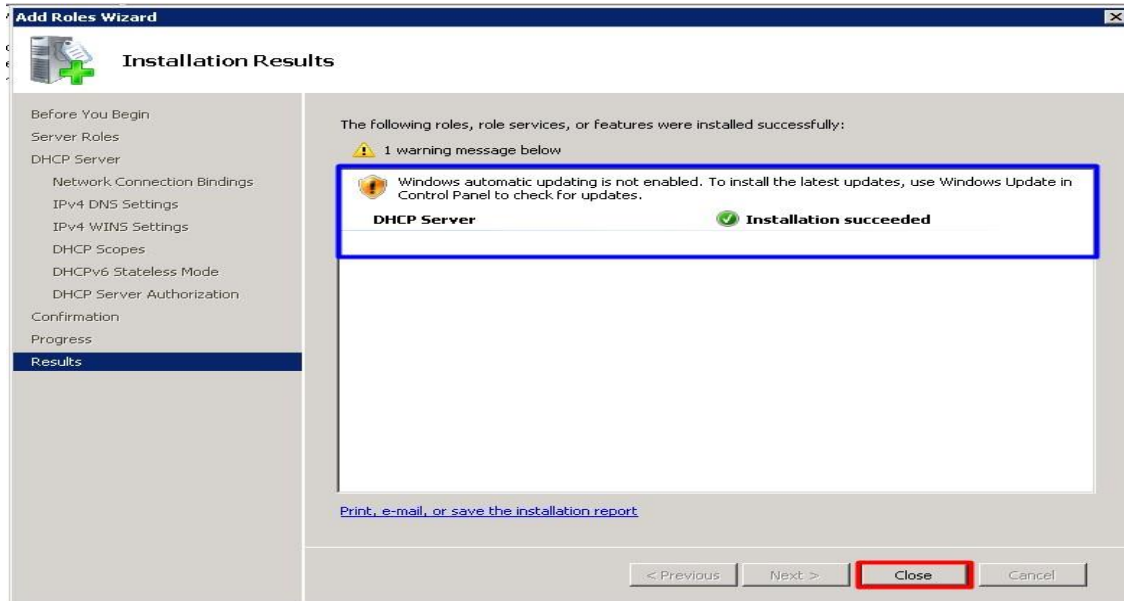 Add Roles Wizard
Installation Results
Before You Begin
Server Roles
DHCP Server
Network Connection Bindings
IPv4 DNS Settings
IPv4 WINS Settings
DHCP Scopes
DHCPv6 Stateless Mode
DHCP Server Authorization
Confirmation
Progress
Results
The following roles, role services, or features were installed successfully:
1 warning message below
Windows automatic updating is not enabled. To install the latest updates, use Windows Update in
Control Panel to check for updates.
DHCP Server Installation succeeded
Print, e-mail, or save the installation report
< Previous Next > Close Cancel